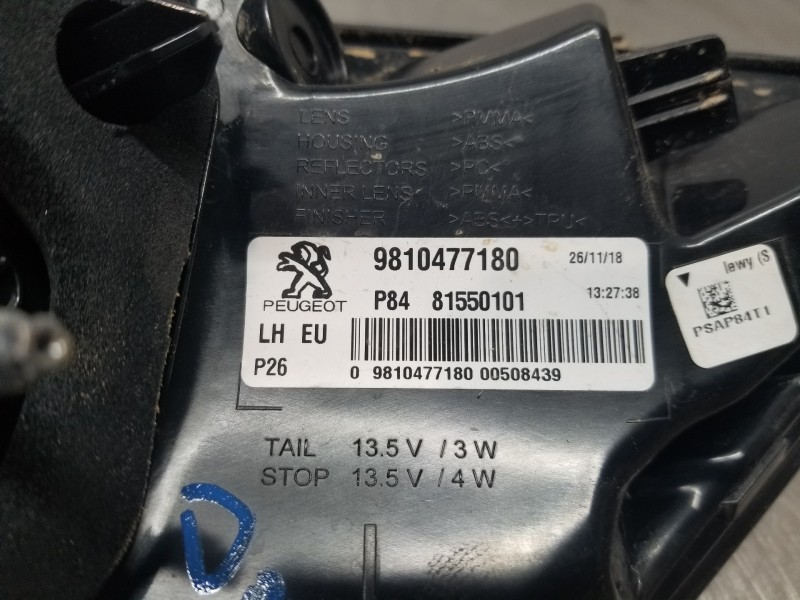 LENS >PMMA<
HOUSING >ABS<
REFLECTORS >PC<
INNER LENS >PMMA<
FINISHER >ABS<+>TPU<
PEUGEOT
9810477180 26/11/18
P84 81550101 13:27:38
LH EU
P26
0 9810477180 00508439
lewy (S
PSAP84T1
TAIL 13.5 V / 3 W
STOP 13.5 V / 4 W
D